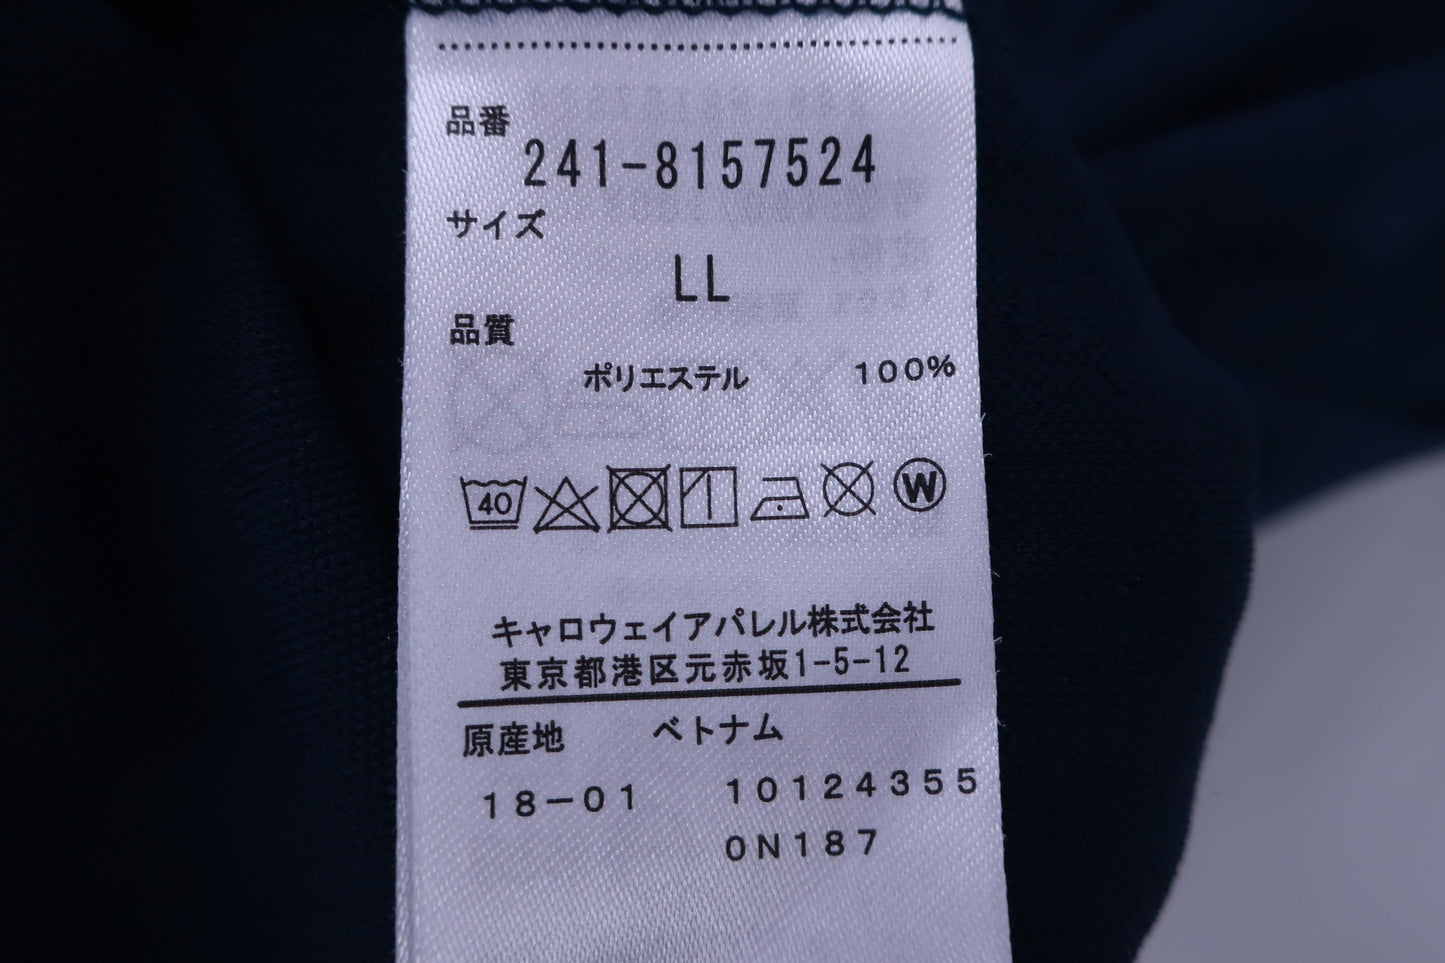 品番
241-8157524
サイズ
LL
品質
ポリエステル 100%
40 W
キャロウェイアパレル株式会社
東京都港区元赤坂1-5-12
原産地 ベトナム
18-01 10124355
0N187